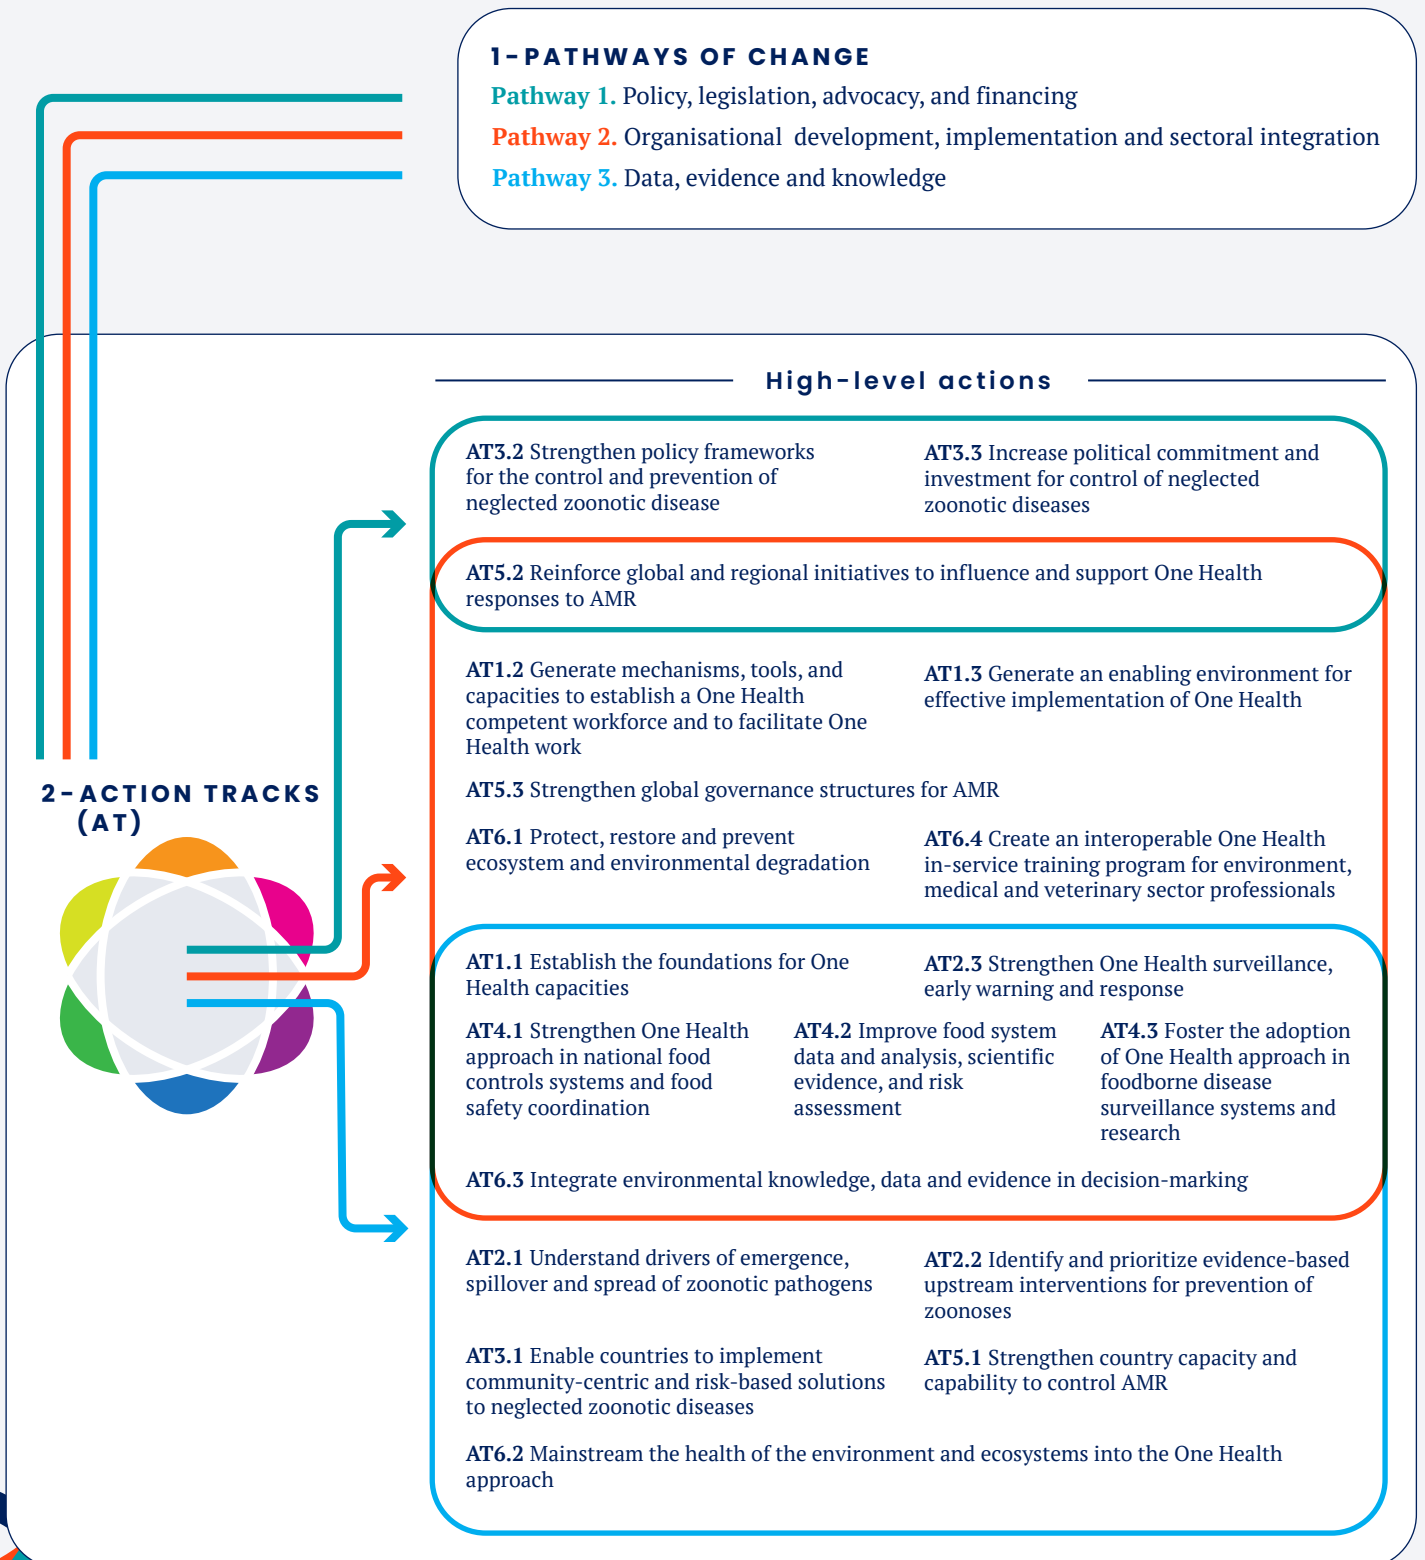 1-PATHWAYS OF CHANGE
Pathway 1. Policy, legislation, advocacy, and financing
Pathway 2. Organisational development, implementation and sectoral integration
Pathway 3. Data, evidence and knowledge
High-level actions
AT3.2 Strengthen policy frameworks
for the control and prevention of
neglected zoonotic disease
AT3.3 Increase political commitment and
investment for control of neglected
zoonotic diseases
AT5.2 Reinforce global and regional initiatives to influence and support One Health
responses to AMR
AT1.2 Generate mechanisms, tools, and
capacities to establish a One Health
competent workforce and to facilitate One
Health work
AT1.3 Generate an enabling environment for
effective implementation of One Health
AT5.3 Strengthen global governance structures for AMR
2-ACTION TRACKS
(AT)
AT6.1 Protect, restore and prevent
ecosystem and environmental degradation
AT6.4 Create an interoperable One Health
in-service training program for environment,
medical and veterinary sector professionals
AT1.1 Establish the foundations for One
Health capacities
AT2.3 Strengthen One Health surveillance,
early warning and response
AT4.1 Strengthen One Health
approach in national food
controls systems and food
safety coordination
AT4.2 Improve food system
data and analysis, scientific
evidence, and risk
assessment
AT4.3 Foster the adoption
of One Health approach in
foodborne disease
surveillance systems and
research
AT6.3 Integrate environmental knowledge, data and evidence in decision-marking
AT2.1 Understand drivers of emergence,
spillover and spread of zoonotic pathogens
AT2.2 Identify and prioritize evidence-based
upstream interventions for prevention of
zoonoses
AT3.1 Enable countries to implement
community-centric and risk-based solutions
to neglected zoonotic diseases
AT5.1 Strengthen country capacity and
capability to control AMR
AT6.2 Mainstream the health of the environment and ecosystems into the One Health
approach